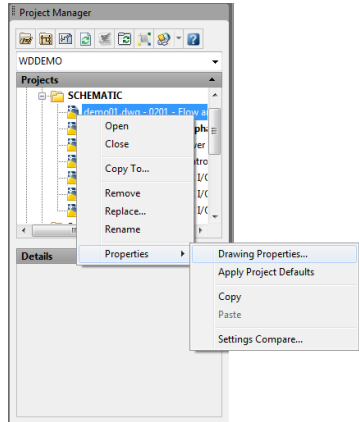 Project Manager
WDDEMO
Projects
SCHEMATIC
demo01.dwg - 0201 - Flow
Open
Close
Copy To...
Remove
Replace...
Rename
Properties
I/O
Details
Drawing Properties...
Apply Project Defaults
Copy
Paste
Settings Compare...